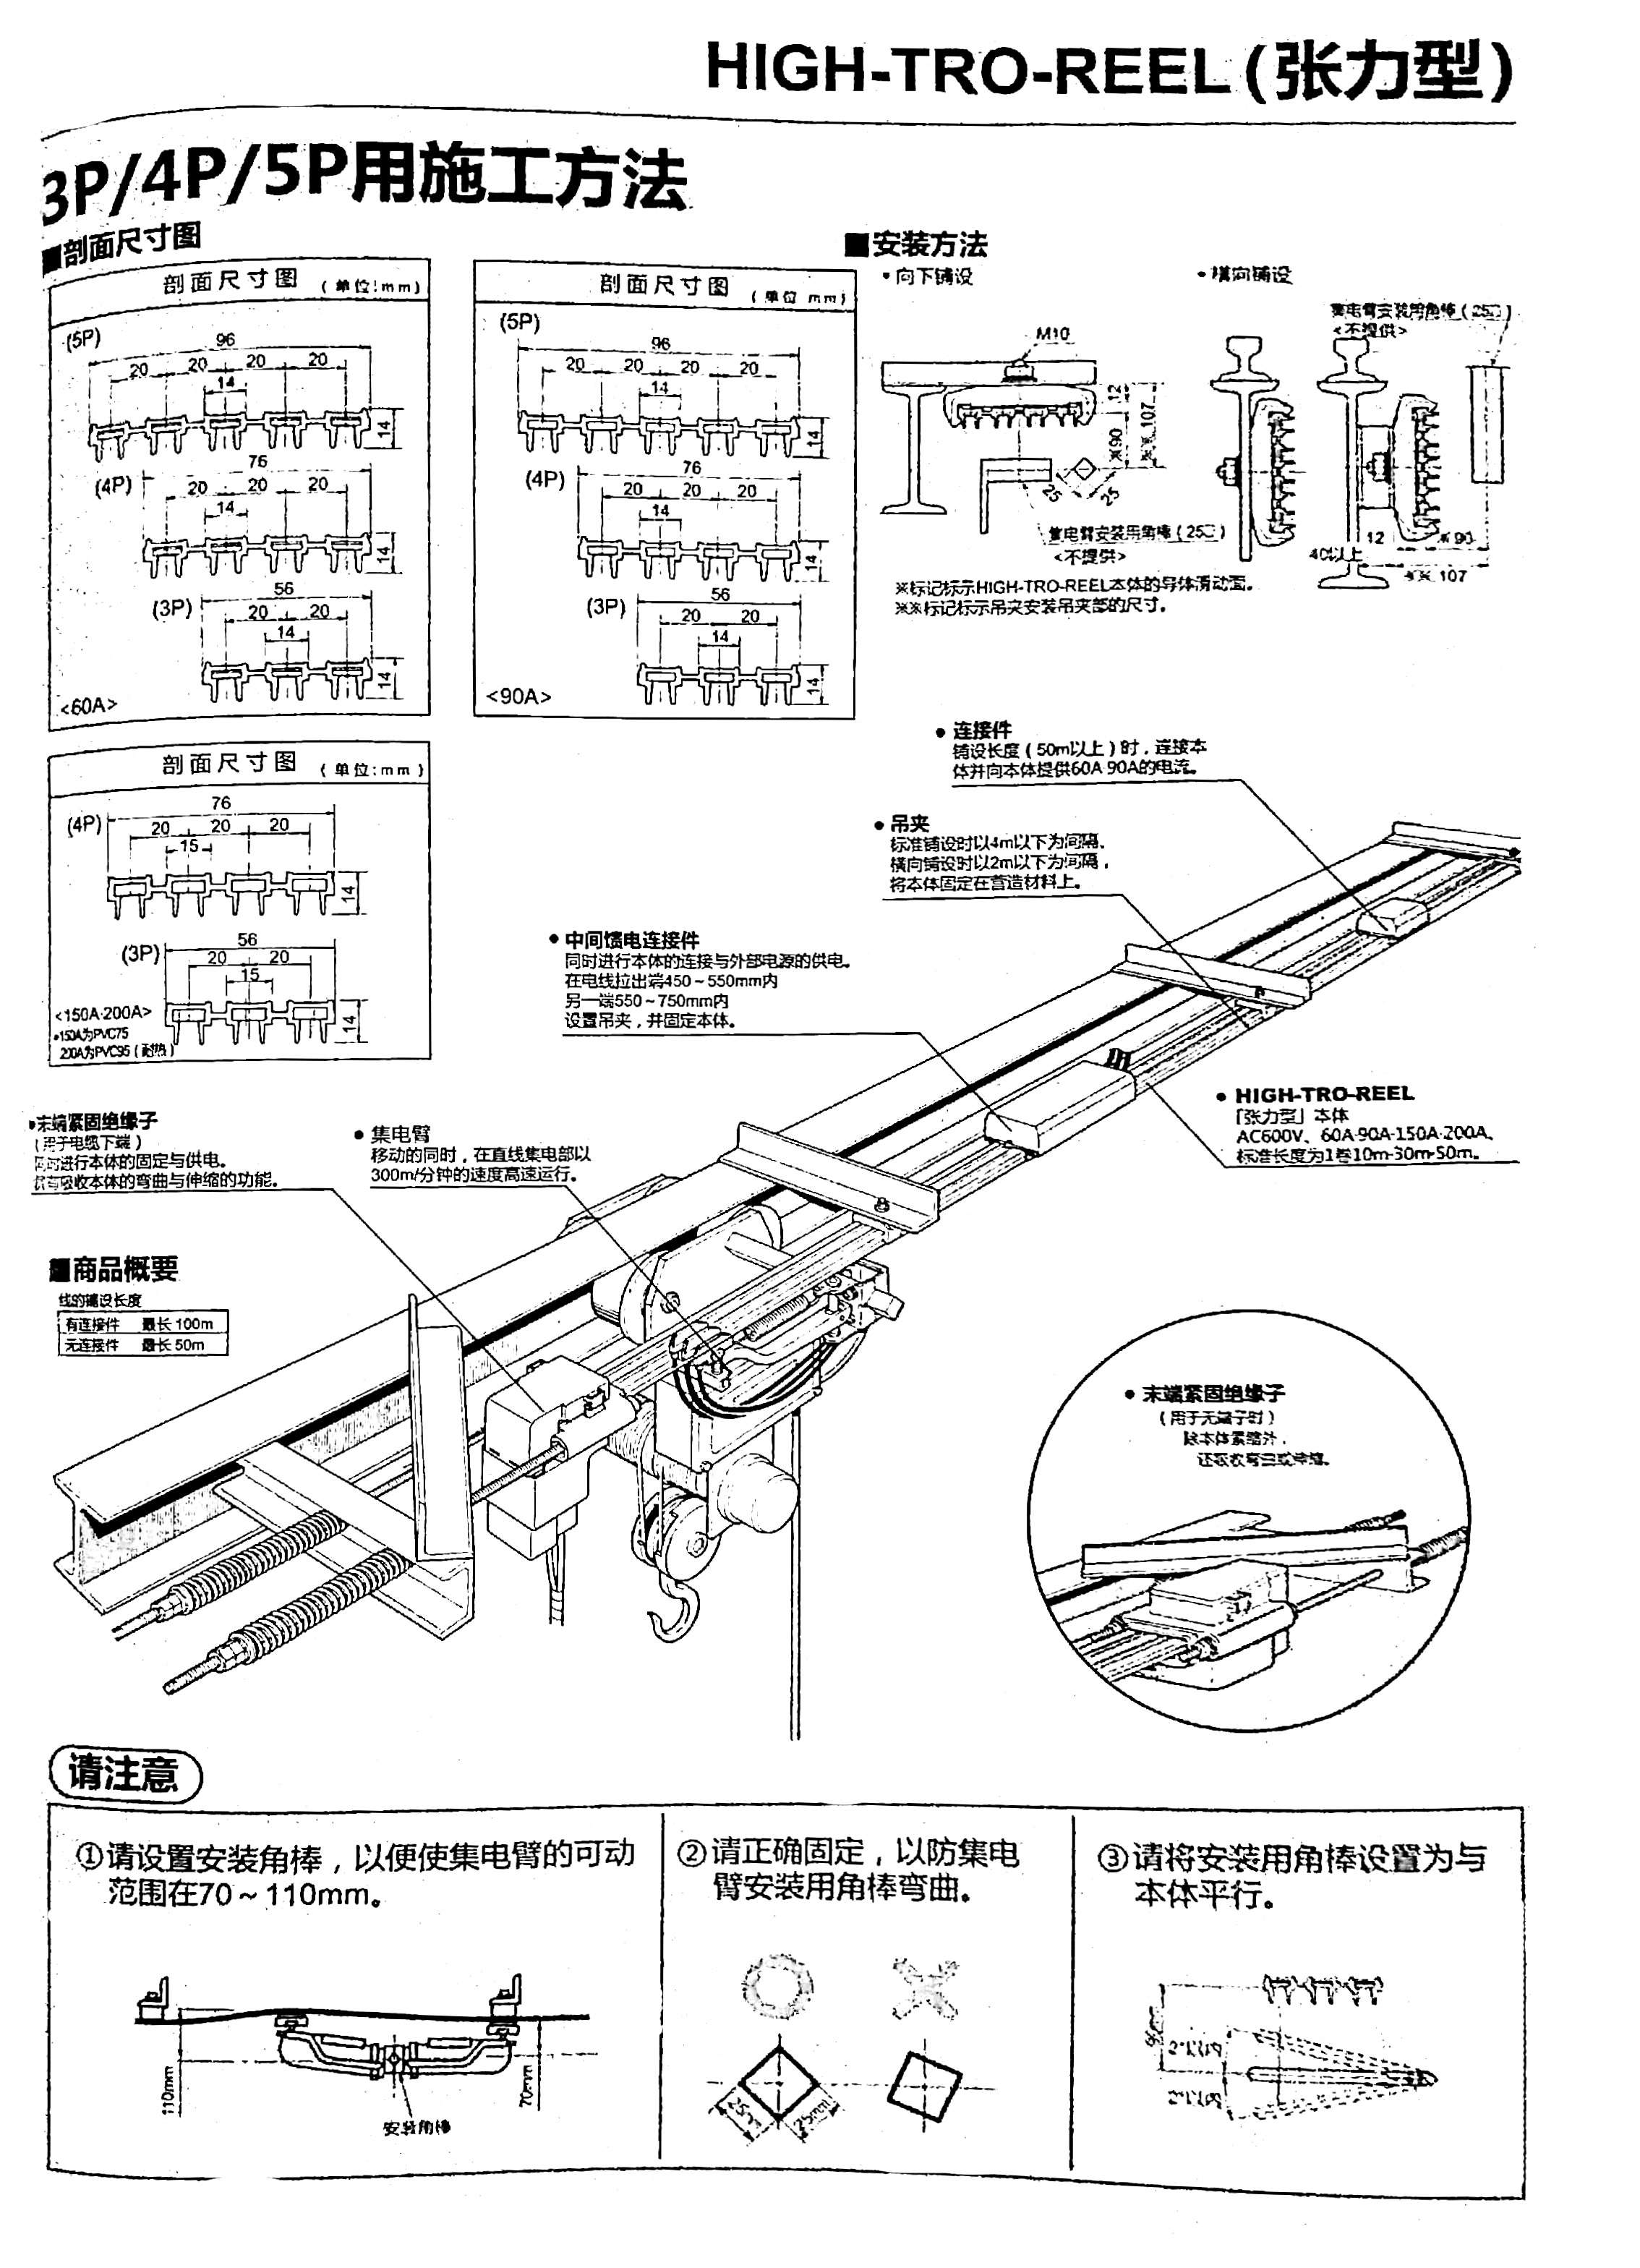 HIGH-TRO-REEL(张力型)
3P/4P/5P用施工方法
■剖面尺寸图
剖面尺寸图 (单位:mm)
(5P)
96
20 20 20 20
14
14
(4P)
76
20 20 20
14
14
(3P)
56
20 20
14
14
<60A>
剖面尺寸图 (单位 mm)
(5P)
96
20 20 20 20
14
14
(4P)
76
20 20 20
14
14
(3P)
56
20 20
14
14
<90A>
剖面尺寸图 (单位:mm)
(4P)
76
20 20 20
15
14
(3P)
56
20 20
15
14
<150A·200A>
●150A为PVC75
200A为PVC95(耐热)
■安装方法
•向下铺设
M10
12
※90
※※107
25 25
集电臂安装用角棒(25□)
<不提供>
•横向铺设
集电臂安装用角棒(25□)
<不提供>
12
※90
40以上
※※107
※标记标示HIGH-TRO-REEL本体的导体滑动面。
※※标记标示吊夹安装吊夹部的尺寸。
●连接件
铺设长度(50m以上)时,连接本
体并向本体提供60A·90A的电流。
●吊夹
标准铺设时以4m以下为间隔、
横向铺设时以2m以下为间隔,
将本体固定在营造材料上。
●中间馈电连接件
同时进行本体的连接与外部电源的供电。
在电线拉出端450~550mm内
另一端550~750mm内
设置吊夹,并固定本体。
●HIGH-TRO-REEL
「张力型」本体
AC600V、60A·90A·150A·200A、
标准长度为1卷10m·30m·50m。
●末端紧固绝缘子
(用于电缆下端)
同时进行本体的固定与供电。
吸收本体的弯曲与伸缩的功能。
●集电臂
移动的同时,在直线集电部以
300m/分钟的速度高速运行。
■商品概要
线的铺设长度
有连接件 最长100m
无连接件 最长50m
●末端紧固绝缘子
(用于无端子时)
除本体紧缩外,
还吸收弯曲或伸缩。
请注意
①请设置安装角棒,以便使集电臂的可动
范围在70~110mm。
110mm
70mm
安装角棒
②请正确固定,以防集电
臂安装用角棒弯曲。
25mm 25mm
③请将安装用角棒设置为与
本体平行。
2°以内
2°以内